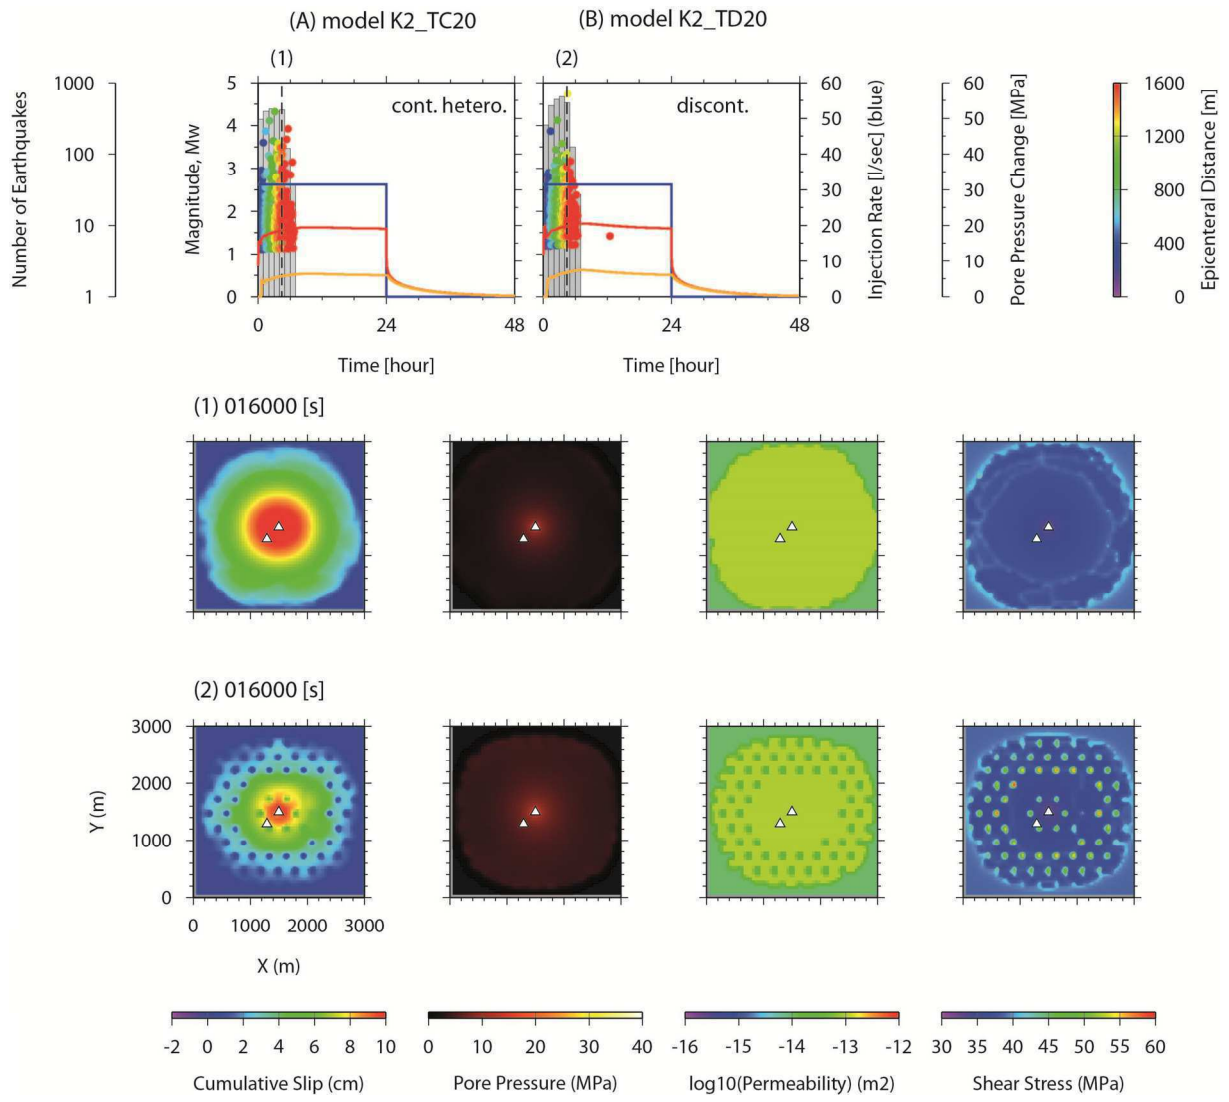 (A) model K2_TC20
(B) model K2_TD20
(1)
(2)
Number of Earthquakes
1000
100
10
1
Magnitude, Mw
5
4
3
2
1
0
cont. hetero.
discont.
0 24 48
Time [hour]
0 24 48
Time [hour]
60
50
40
30
20
10
0
Injection Rate [l/sec] (blue)
60
50
40
30
20
10
0
Pore Pressure Change [MPa]
1600
1200
800
400
0
Epicenteral Distance [m]
(1) 016000 [s]
(2) 016000 [s]
3000
2000
1000
0
Y (m)
0 1000 2000 3000
X (m)
-2 0 2 4 6 8 10
Cumulative Slip (cm)
0 10 20 30 40
Pore Pressure (MPa)
-16 -15 -14 -13 -12
log10(Permeability) (m2)
30 35 40 45 50 55 60
Shear Stress (MPa)